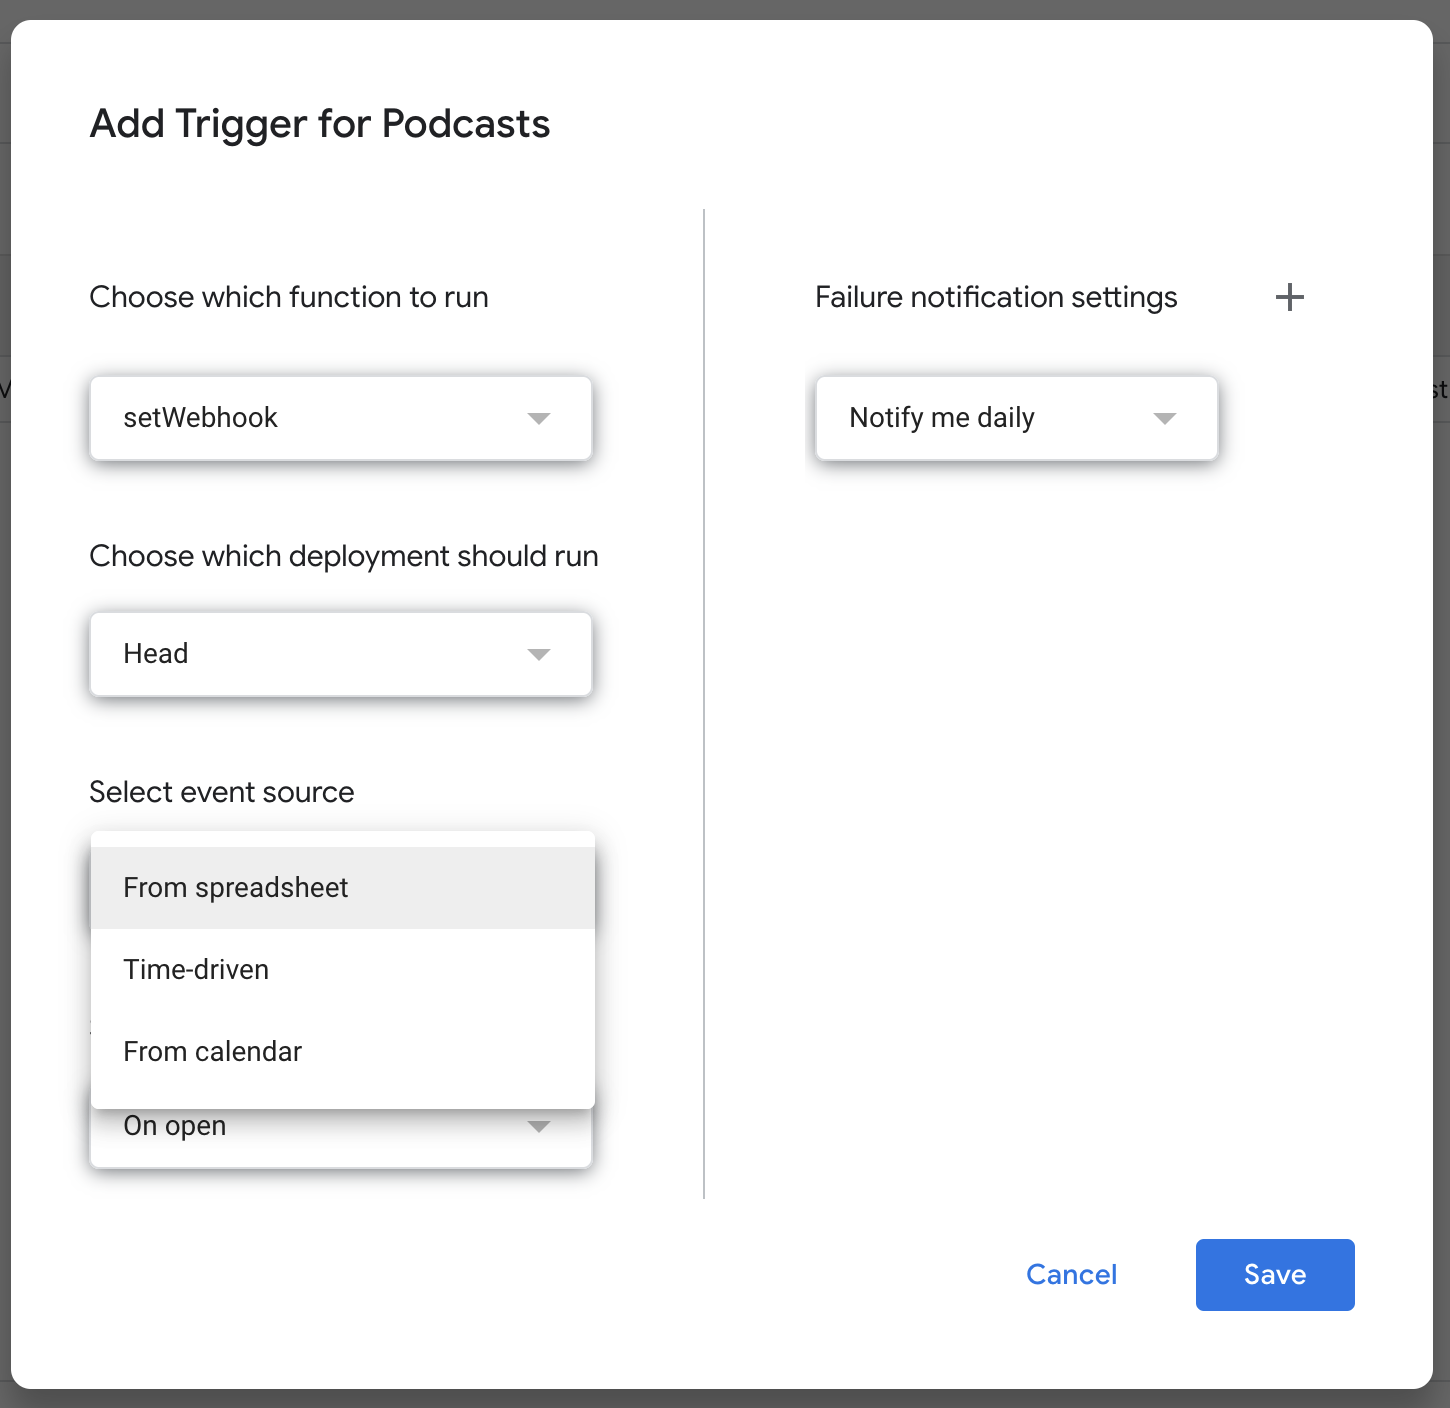 Add Trigger for Podcasts
Choose which function to run
setWebhook
Choose which deployment should run
Head
Select event source
From spreadsheet
Time-driven
From calendar
On open
Failure notification settings
Notify me daily
Cancel
Save